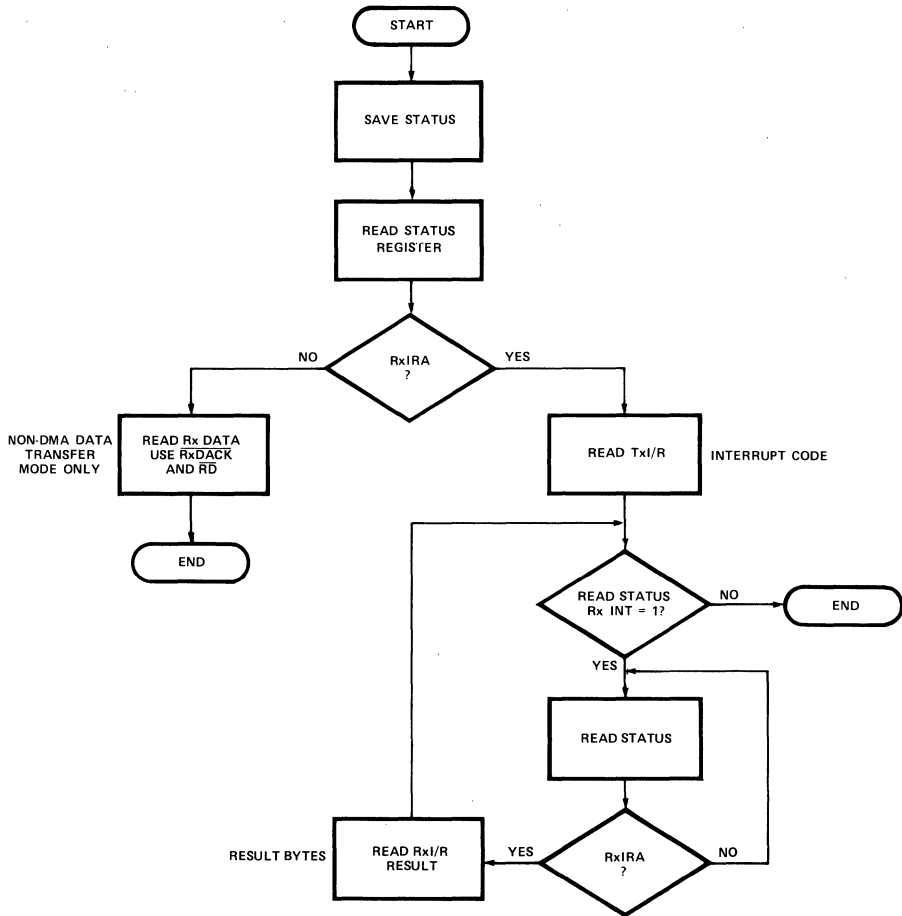 START
SAVE STATUS
READ STATUS
REGISTER
RxIRA
?
NO
YES
NON-DMA DATA
TRANSFER
MODE ONLY
READ Rx DATA
USE RxDACK
AND RD
END
READ TxI/R
INTERRUPT CODE
READ STATUS
Rx INT = 1?
NO
END
YES
READ STATUS
RxIRA
?
NO
YES
READ RxI/R
RESULT
RESULT BYTES